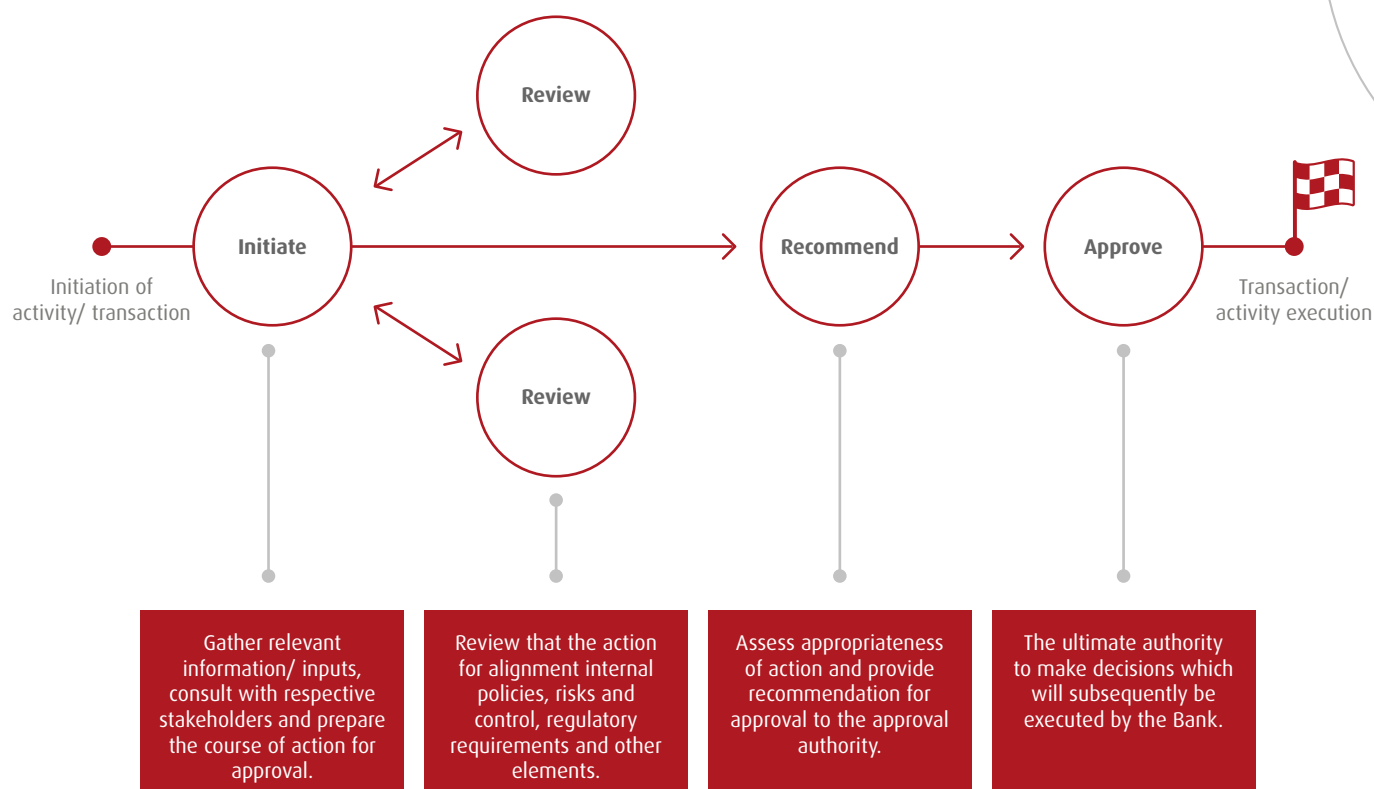 Review
Initiate
Recommend
Approve
Initiation of
activity/ transaction
Transaction/
activity execution
Review
Gather relevant
information/ inputs,
consult with respective
stakeholders and prepare
the course of action for
approval.
Review that the action
for alignment internal
policies, risks and
control, regulatory
requirements and other
elements.
Assess appropriateness
of action and provide
recommendation for
approval to the approval
authority.
The ultimate authority
to make decisions which
will subsequently be
executed by the Bank.